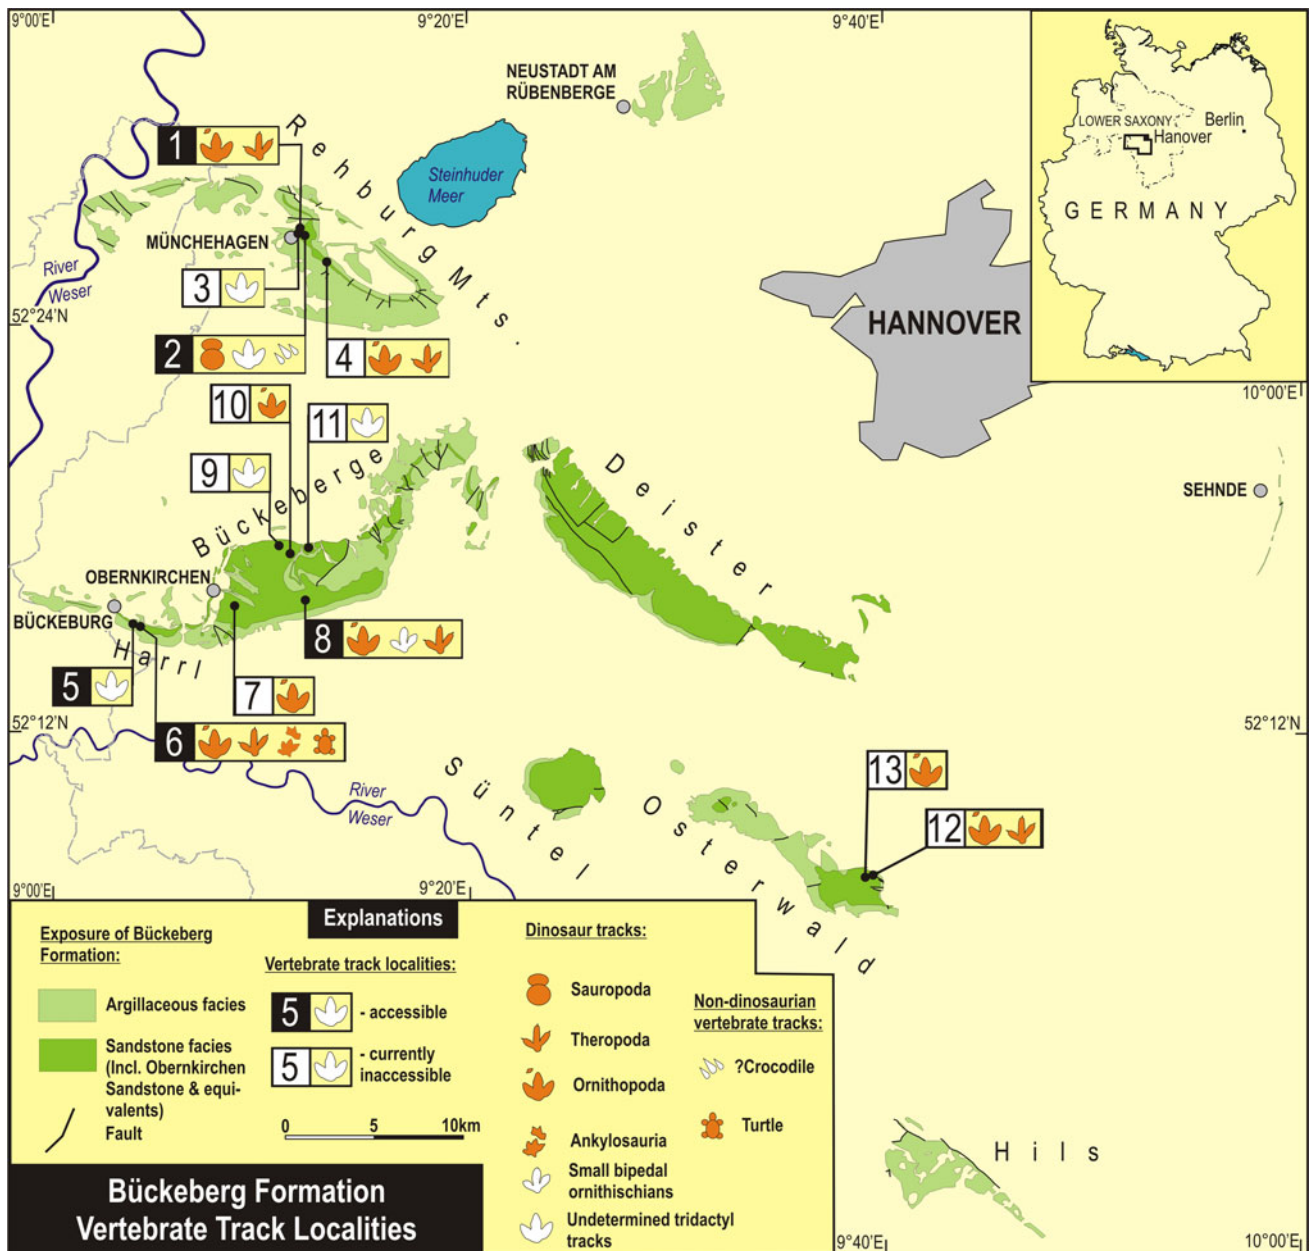 9°00'E
9°20'E
9°40'E
NEUSTADT AM
RÜBENBERGE
LOWER SAXONY
Berlin
Hanover
GERMANY
1
Rehburg Mts.
Steinhuder
Meer
MÜNCHEHAGEN
River
Weser
3
52°24'N
2
4
HANNOVER
10°00'E
10
11
9
Bückeberge
Deister
SEHNDE
OBERNKIRCHEN
BÜCKEBURG
Harrl
8
5
7
52°12'N
52°12'N
6
13
River
Weser
Süntel
Osterwald
12
9°00'E
9°20'E
Explanations
Exposure of Bückeberg
Formation:
Argillaceous facies
Sandstone facies
(Incl. Obernkirchen
Sandstone & equi-
valents)
Fault
Vertebrate track localities:
5
- accessible
5
- currently
inaccessible
0 5 10km
Dinosaur tracks:
Sauropoda
Theropoda
Ornithopoda
Ankylosauria
Small bipedal
ornithischians
Undetermined tridactyl
tracks
Non-dinosaurian
vertebrate tracks:
?Crocodile
Turtle
Hils
Bückeberg Formation
Vertebrate Track Localities
9°40'E
10°00'E